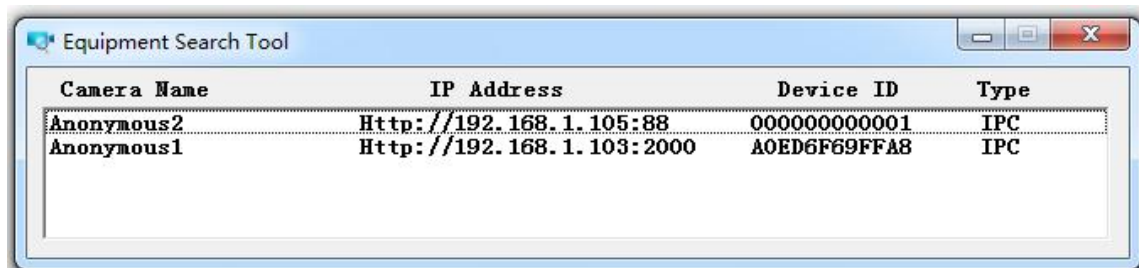 Equipment Search Tool
Camera Name IP Address Device ID Type
Anonymous2 Http://192.168.1.105:88 000000000001 IPC
Anonymous1 Http://192.168.1.103:2000 A0ED6F69FFA8 IPC